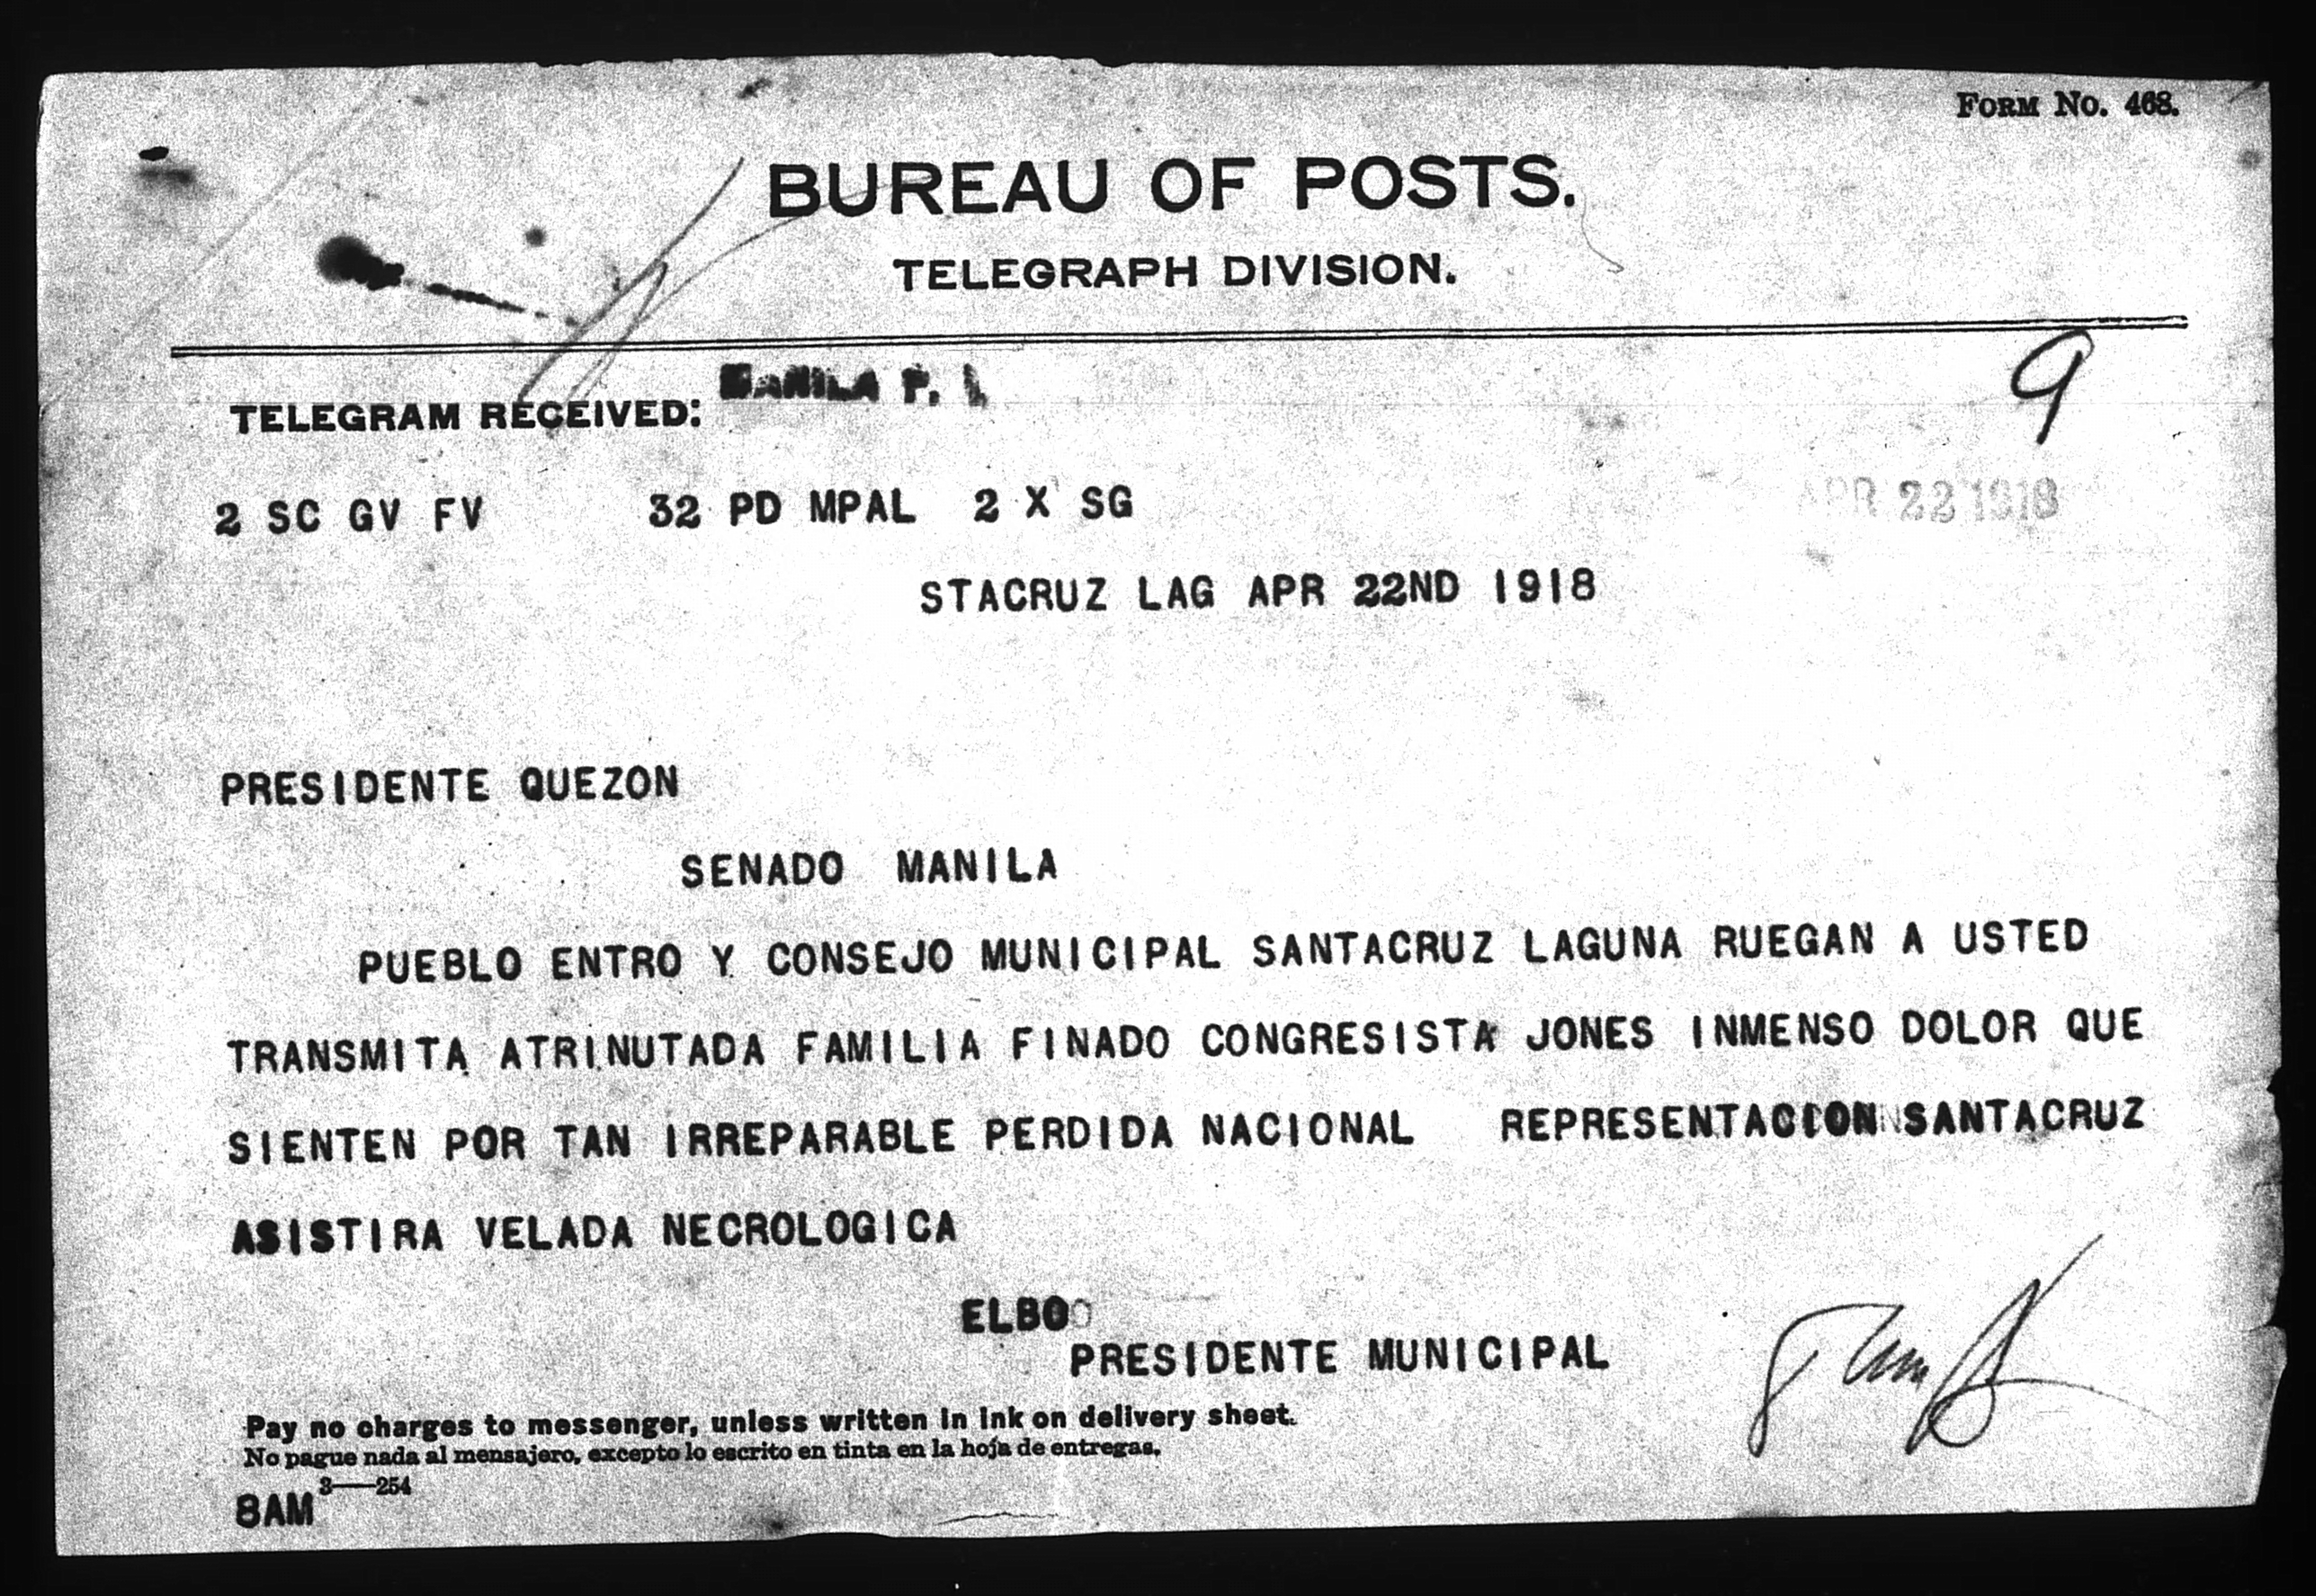 FORM No. 468.
BUREAU OF POSTS.
TELEGRAPH DIVISION.
TELEGRAM RECEIVED: MANILA P. I.
9
2 SC GV FV 32 PD MPAL 2 X SG
APR 22 1918
STACRUZ LAG APR 22ND 1918
PRESIDENTE QUEZON
SENADO MANILA
PUEBLO ENTRO Y CONSEJO MUNICIPAL SANTACRUZ LAGUNA RUEGAN A USTED
TRANSMITA ATRINUTADA FAMILIA FINADO CONGRESISTA JONES INMENSO DOLOR QUE
SIENTEN POR TAN IRREPARABLE PERDIDA NACIONAL REPRESENTACION SANTACRUZ
ASISTIRA VELADA NECROLOGICA
ELBO
PRESIDENTE MUNICIPAL
Pay no charges to messenger, unless written in ink on delivery sheet.
No pague nada al mensajero, excepto lo escrito en tinta en la hoja de entregas.
3—254
8AM